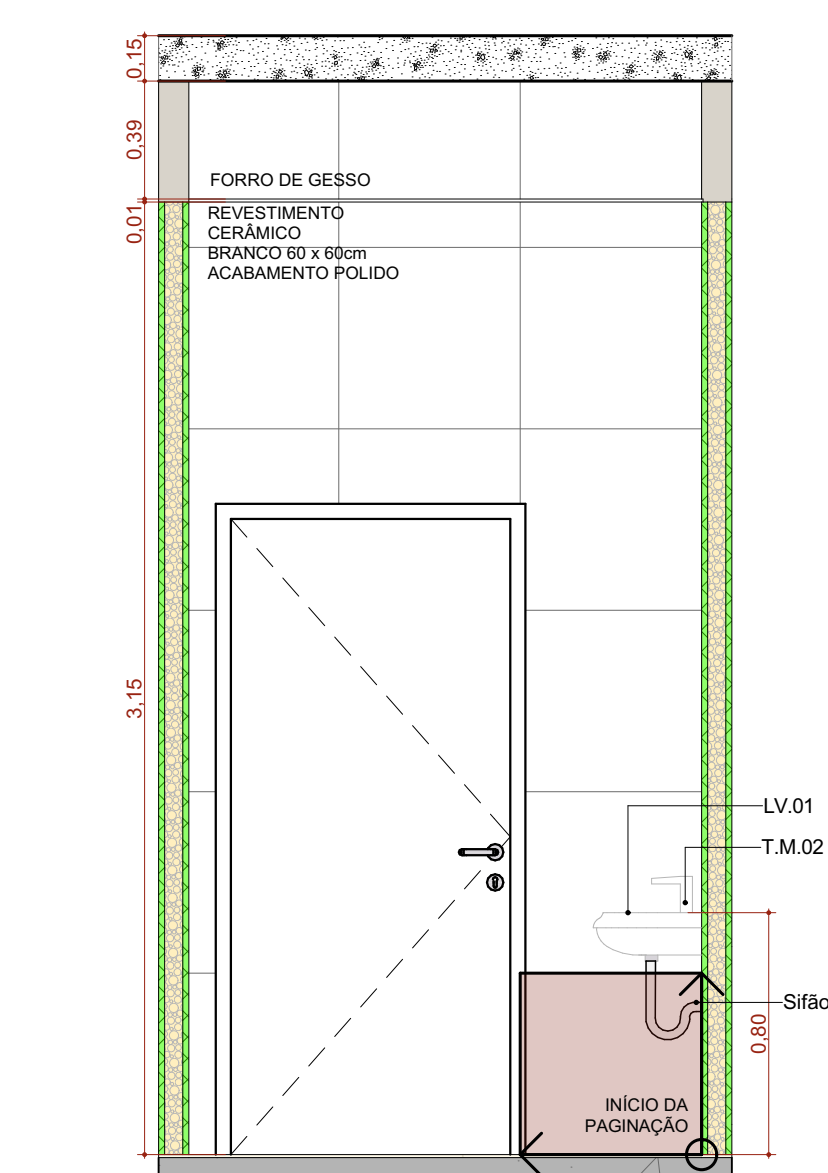 0,15
0,39
FORRO DE GESSO
0,01
REVESTIMENTO
CERÂMICO
BRANCO 60 x 60cm
ACABAMENTO POLIDO
3,15
LV.01
T.M.02
Sifão
0,80
INÍCIO DA
PAGINAÇÃO